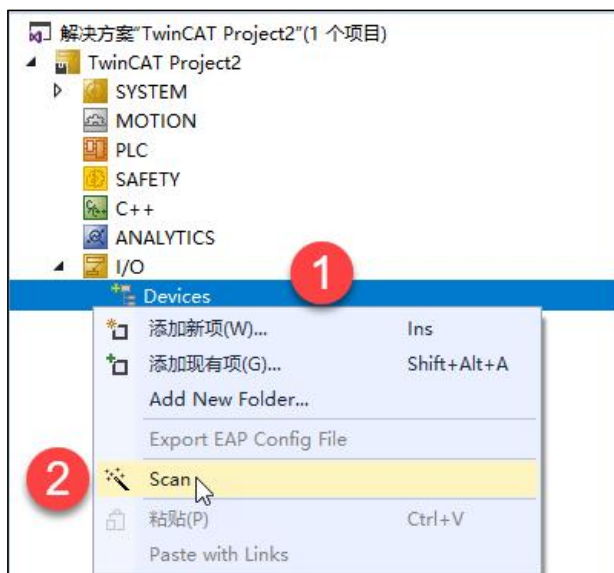 解决方案"TwinCAT Project2"(1 个项目)
TwinCAT Project2
SYSTEM
MOTION
PLC
SAFETY
C++
ANALYTICS
I/O
1
Devices
添加新项(W)... Ins
添加现有项(G)... Shift+Alt+A
Add New Folder...
Export EAP Config File
2
Scan
粘贴(P) Ctrl+V
Paste with Links